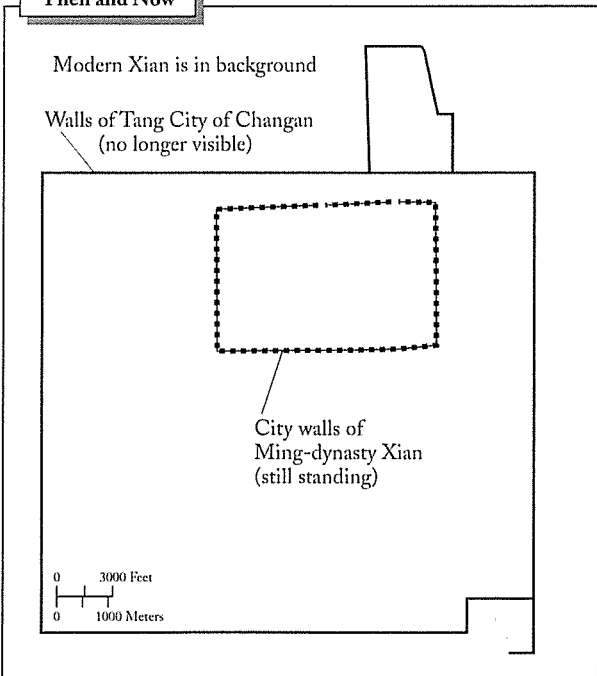 Then and Now
Modern Xian is in background
Walls of Tang City of Changan
(no longer visible)
City walls of
Ming-dynasty Xian
(still standing)
0 3000 Feet
0 1000 Meters